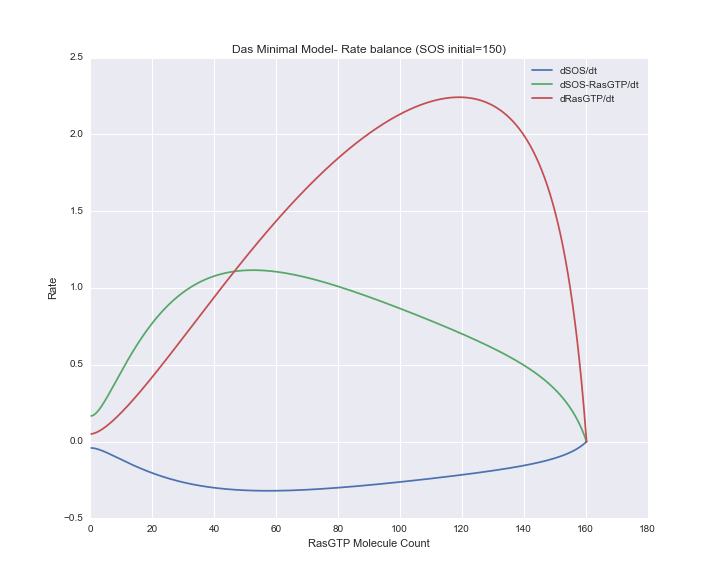 Das Minimal Model- Rate balance (SOS initial=150)
dSOS/dt
dSOS-RasGTP/dt
dRasGTP/dt
2.5
2.0
1.5
1.0
0.5
0.0
−0.5
Rate
0 20 40 60 80 100 120 140 160 180
RasGTP Molecule Count